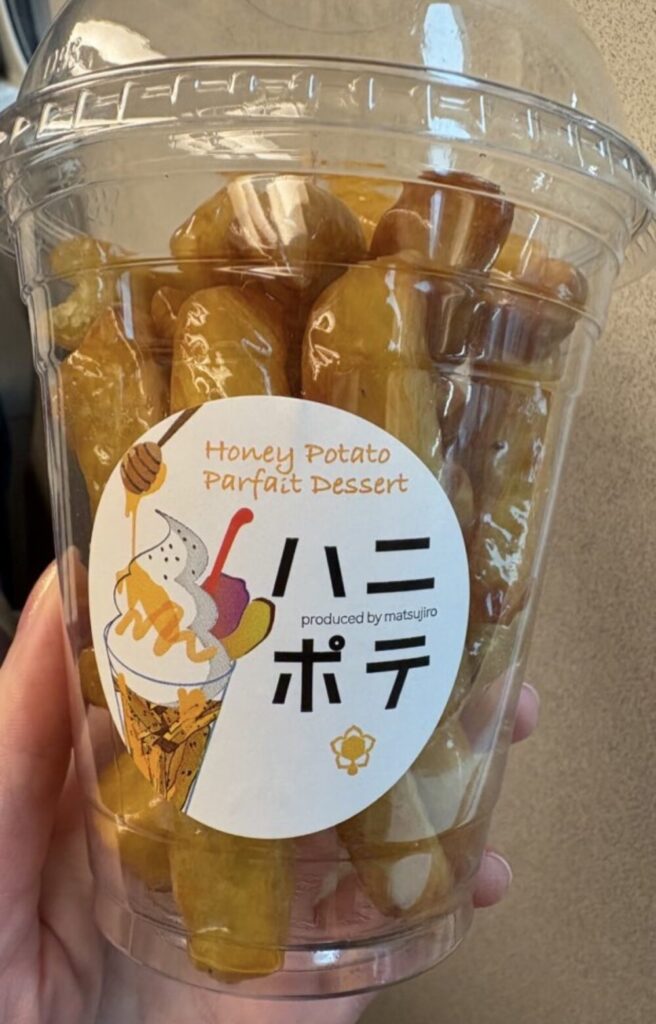 Honey Potato
Parfait Dessert
ハニ
produced by matsujiro
ポテ